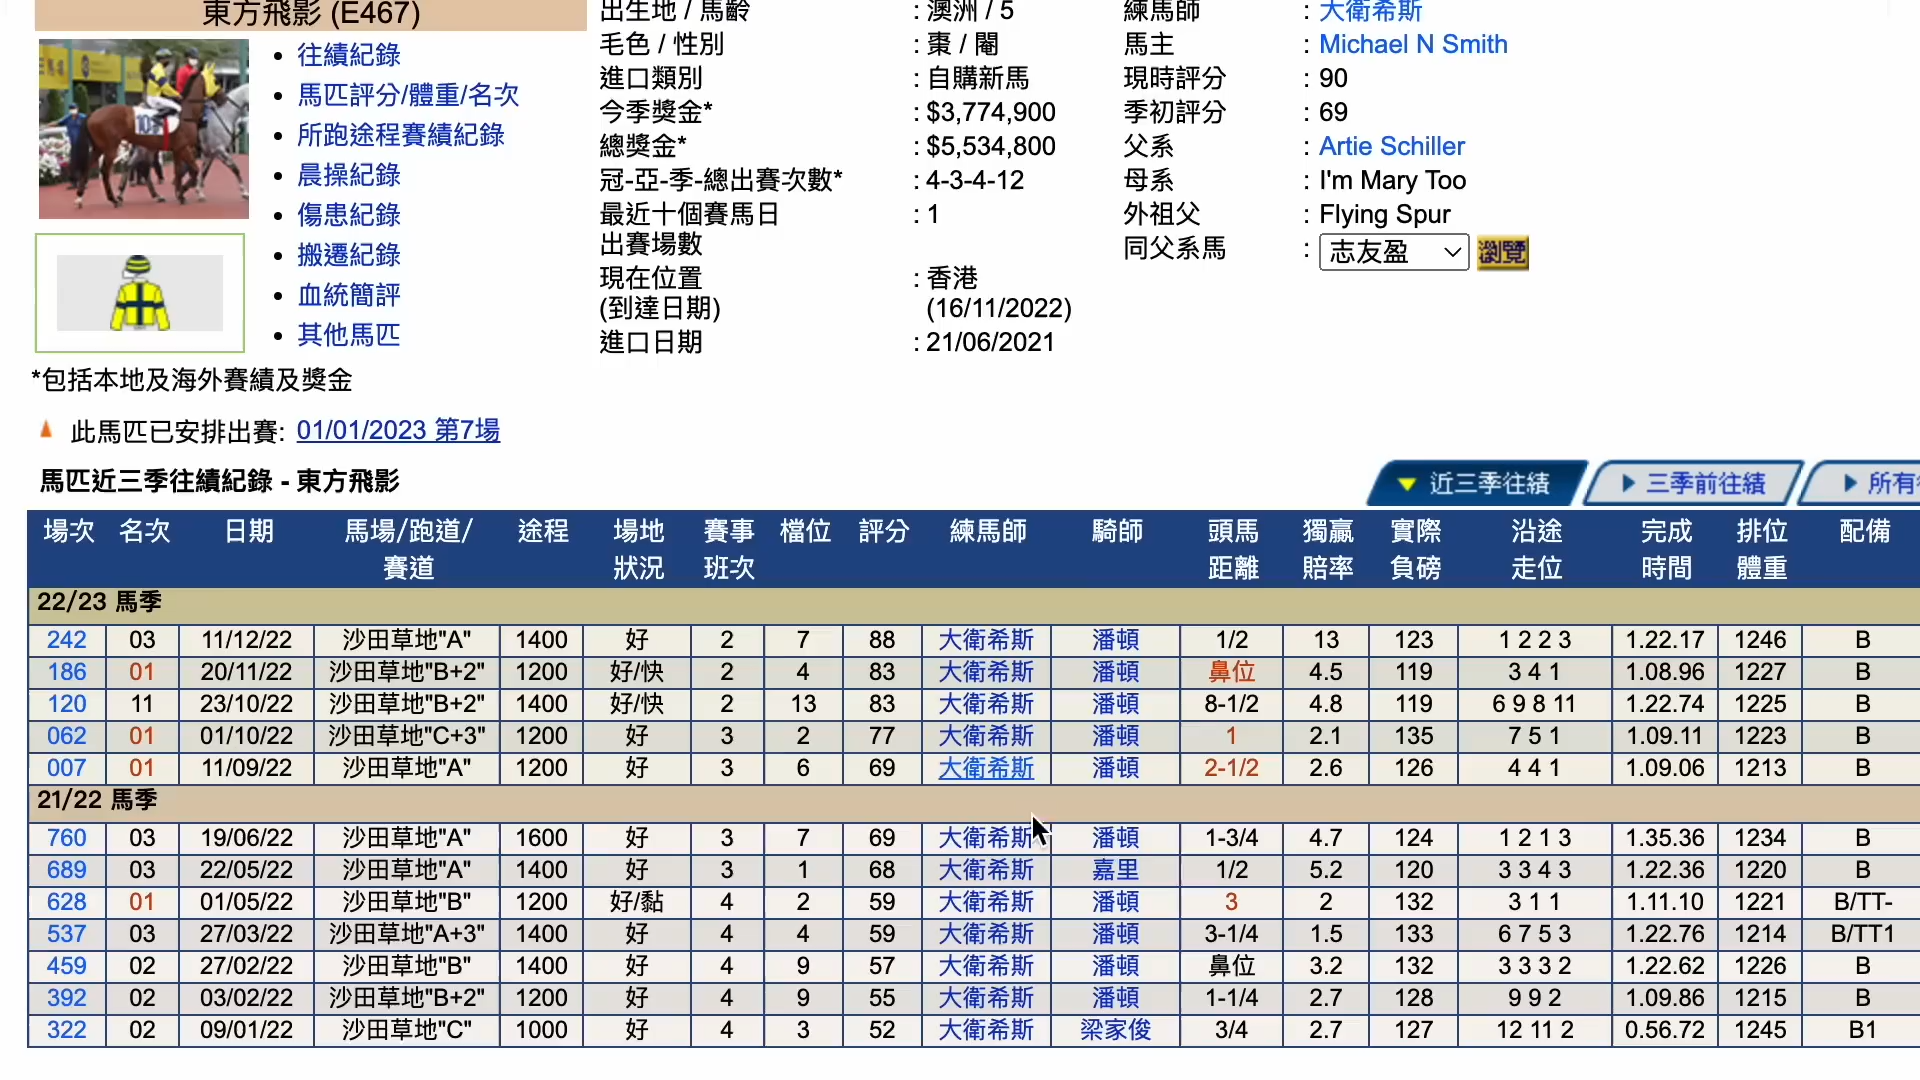 東方飛影 (E467)
往績紀錄
馬匹評分/體重/名次
所跑途程賽績紀錄
晨操紀錄
傷患紀錄
搬遷紀錄
血統簡評
其他馬匹
出生地 / 馬齡 : 澳洲 / 5
毛色 / 性別 : 棗 / 閹
進口類別 : 自購新馬
今季獎金* : $3,774,900
總獎金* : $5,534,800
冠-亞-季-總出賽次數* : 4-3-4-12
最近十個賽馬日 : 1
出賽場數
現在位置 : 香港
(到達日期) (16/11/2022)
進口日期 : 21/06/2021
練馬師 : 大衛希斯
馬主 : Michael N Smith
現時評分 : 90
季初評分 : 69
父系 : Artie Schiller
母系 : I'm Mary Too
外祖父 : Flying Spur
同父系馬 : 志友盈 瀏覽
*包括本地及海外賽績及獎金
此馬匹已安排出賽: 01/01/2023 第7場
馬匹近三季往績紀錄 - 東方飛影
近三季往績 三季前往績 所有
場次 名次 日期 馬場/跑道/ 途程 場地 賽事 檔位 評分 練馬師 騎師 頭馬 獨贏 實際 沿途 完成 排位 配備
賽道 狀況 班次 距離 賠率 負磅 走位 時間 體重
22/23 馬季
242 03 11/12/22 沙田草地"A" 1400 好 2 7 88 大衛希斯 潘頓 1/2 13 123 1 2 2 3 1.22.17 1246 B
186 01 20/11/22 沙田草地"B+2" 1200 好/快 2 4 83 大衛希斯 潘頓 鼻位 4.5 119 3 4 1 1.08.96 1227 B
120 11 23/10/22 沙田草地"B+2" 1400 好/快 2 13 83 大衛希斯 潘頓 8-1/2 4.8 119 6 9 8 11 1.22.74 1225 B
062 01 01/10/22 沙田草地"C+3" 1200 好 3 2 77 大衛希斯 潘頓 1 2.1 135 7 5 1 1.09.11 1223 B
007 01 11/09/22 沙田草地"A" 1200 好 3 6 69 大衛希斯 潘頓 2-1/2 2.6 126 4 4 1 1.09.06 1213 B
21/22 馬季
760 03 19/06/22 沙田草地"A" 1600 好 3 7 69 大衛希斯 潘頓 1-3/4 4.7 124 1 2 1 3 1.35.36 1234 B
689 03 22/05/22 沙田草地"A" 1400 好 3 1 68 大衛希斯 嘉里 1/2 5.2 120 3 3 4 3 1.22.36 1220 B
628 01 01/05/22 沙田草地"B" 1200 好/黏 4 2 59 大衛希斯 潘頓 3 2 132 3 1 1 1.11.10 1221 B/TT-
537 03 27/03/22 沙田草地"A+3" 1400 好 4 4 59 大衛希斯 潘頓 3-1/4 1.5 133 6 7 5 3 1.22.76 1214 B/TT1
459 02 27/02/22 沙田草地"B" 1400 好 4 9 57 大衛希斯 潘頓 鼻位 3.2 132 3 3 3 2 1.22.62 1226 B
392 02 03/02/22 沙田草地"B+2" 1200 好 4 9 55 大衛希斯 潘頓 1-1/4 2.7 128 9 9 2 1.09.86 1215 B
322 02 09/01/22 沙田草地"C" 1000 好 4 3 52 大衛希斯 梁家俊 3/4 2.7 127 12 11 2 0.56.72 1245 B1